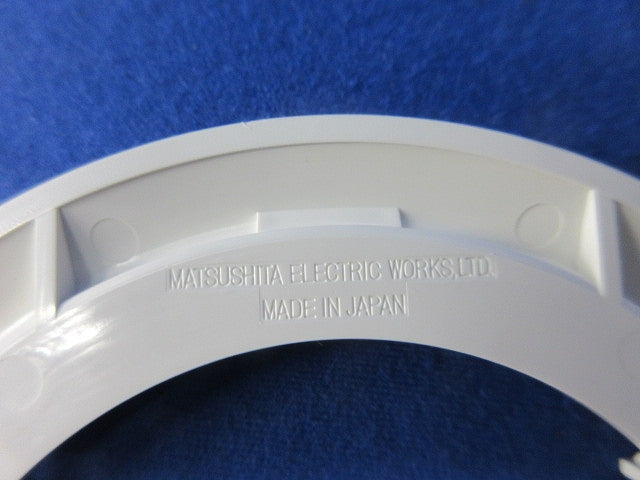 MATSUSHITA ELECTRIC WORKS,LTD.
MADE IN JAPAN